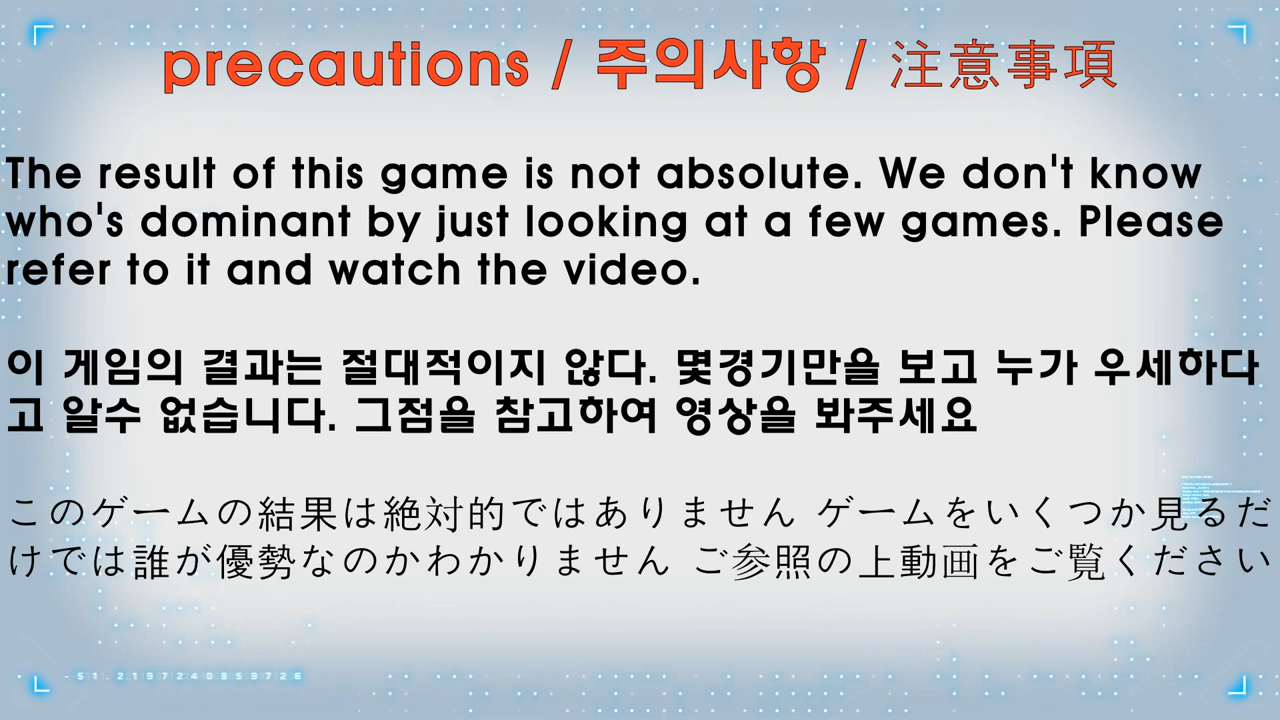 precautions / 주의사항 / 注意事項
The result of this game is not absolute. We don't know
who's dominant by just looking at a few games. Please
refer to it and watch the video.
이 게임의 결과는 절대적이지 않다. 몇경기만을 보고 누가 우세하다
고 알수 없습니다. 그점을 참고하여 영상을 봐주세요
このゲームの結果は絶対的ではありません ゲームをいくつか見るだ
けでは誰が優勢なのかわかりません ご参照の上動画をご覧ください
-51.2197240859726